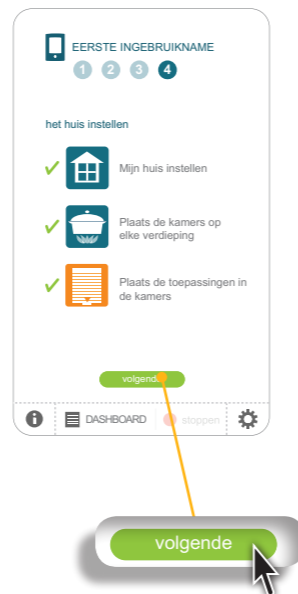 EERSTE INGEBRUIKNAME
1 2 3 4
het huis instellen
Mijn huis instellen
Plaats de kamers op
elke verdieping
Plaats de toepassingen in
de kamers
volgende
i DASHBOARD stoppen
volgende